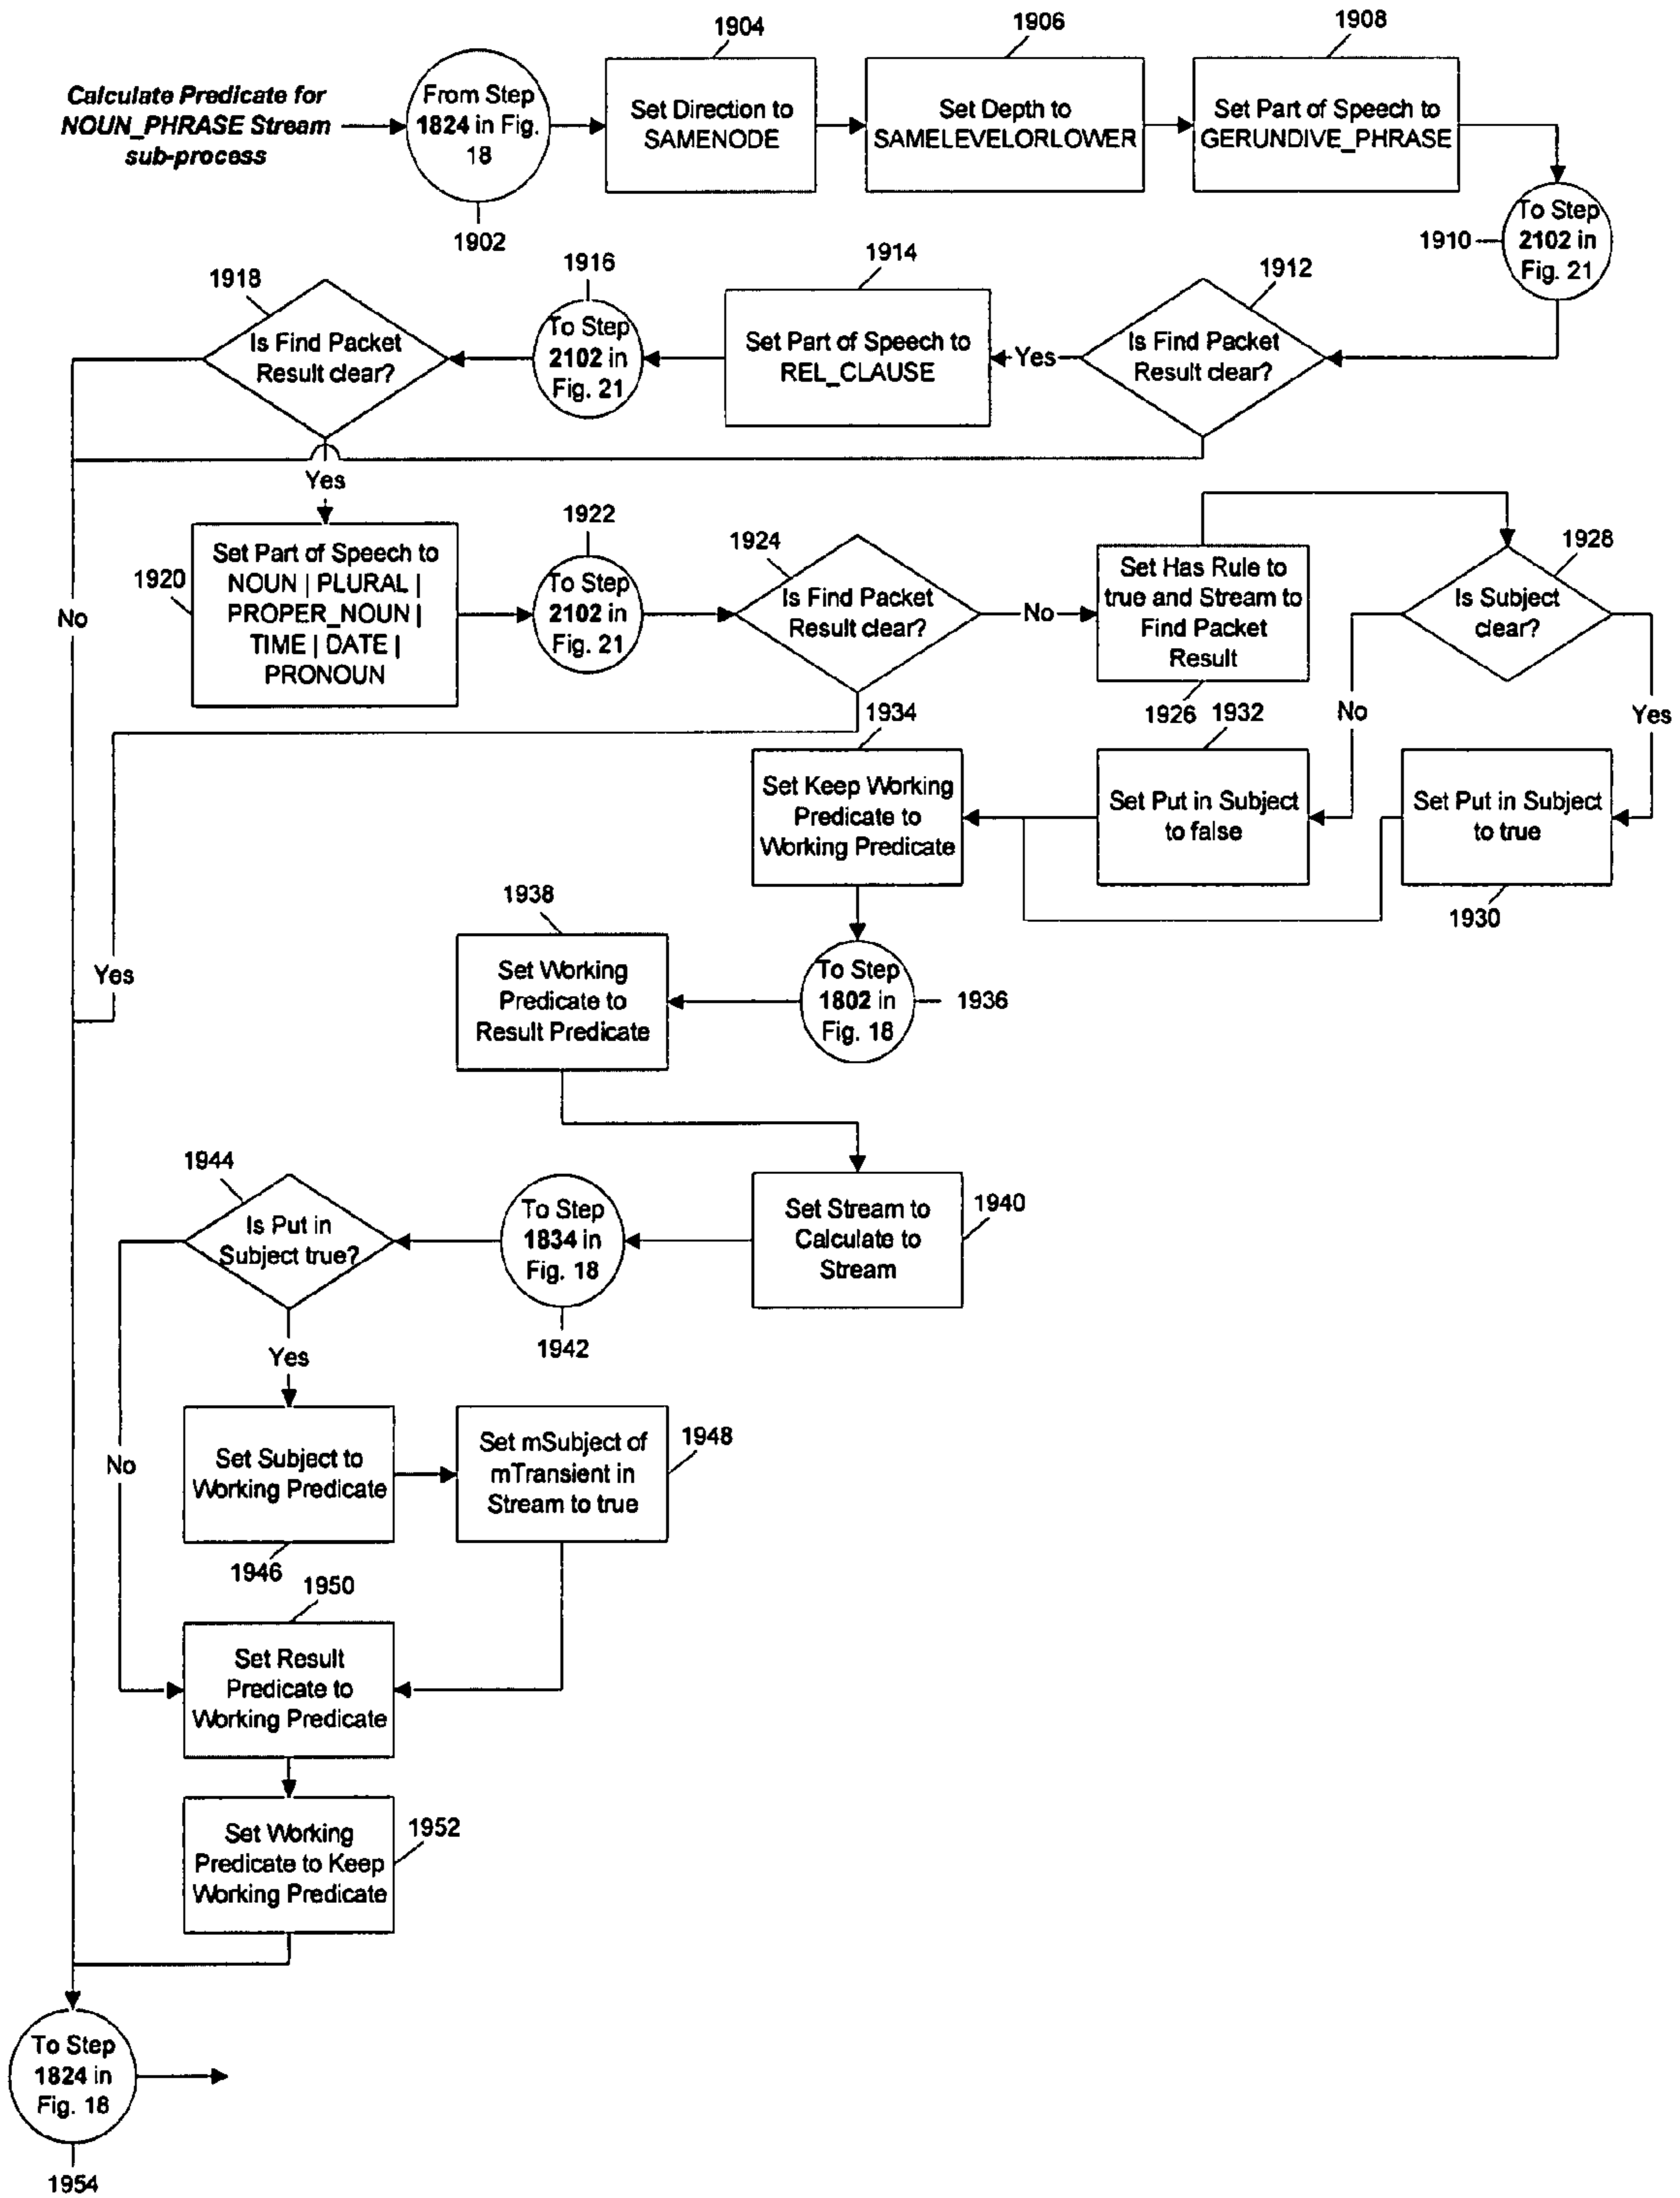 1904
1906
1908
Calculate Predicate for
NOUN_PHRASE Stream
sub-process
From Step
1824 in Fig.
18
1902
Set Direction to
SAMENODE
Set Depth to
SAMELEVELORLOWER
Set Part of Speech to
GERUNDIVE_PHRASE
To Step
2102 in
Fig. 21
1910
1912
Is Find Packet
Result clear?
Yes
1914
Set Part of Speech to
REL_CLAUSE
1916
To Step
2102 in
Fig. 21
1918
Is Find Packet
Result clear?
Yes
No
1920
Set Part of Speech to
NOUN | PLURAL |
PROPER_NOUN |
TIME | DATE |
PRONOUN
1922
To Step
2102 in
Fig. 21
1924
Is Find Packet
Result clear?
No
Yes
Set Has Rule to
true and Stream to
Find Packet
Result
1926
1928
Is Subject
clear?
No
Yes
1932
Set Put in Subject
to false
Set Put in Subject
to true
1930
1934
Set Keep Working
Predicate to
Working Predicate
To Step
1802 in
Fig. 18
1936
1938
Set Working
Predicate to
Result Predicate
Set Stream to
Calculate to
Stream
1940
To Step
1834 in
Fig. 18
1942
1944
Is Put in
Subject true?
Yes
No
Set Subject to
Working Predicate
1946
Set mSubject of
mTransient in
Stream to true
1948
1950
Set Result
Predicate to
Working Predicate
Set Working
Predicate to Keep
Working Predicate
1952
To Step
1824 in
Fig. 18
1954